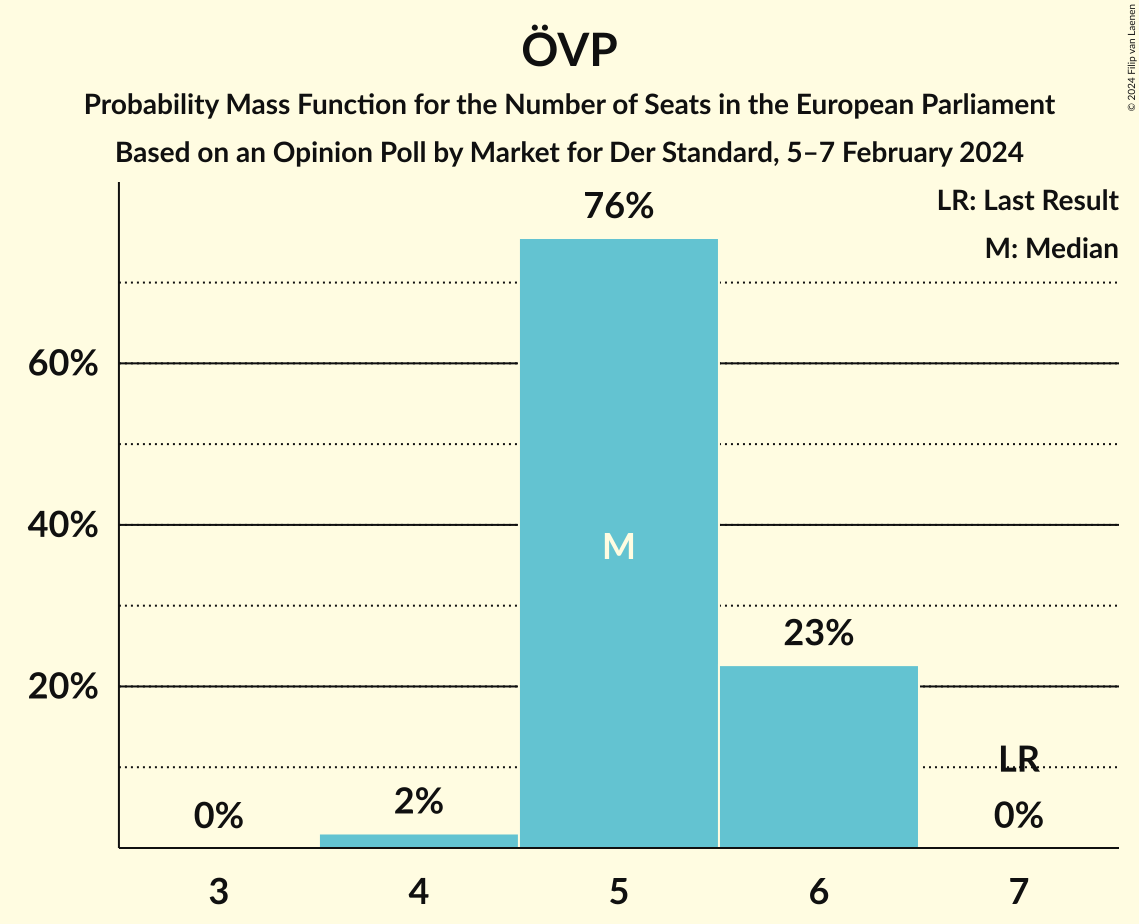 ÖVP
Probability Mass Function for the Number of Seats in the European Parliament
Based on an Opinion Poll by Market for Der Standard, 5–7 February 2024
© 2024 Filip van Laenen
LR: Last Result
M: Median
76%
60%
40%
M
23%
20%
LR
0%
2%
0%
3
4
5
6
7